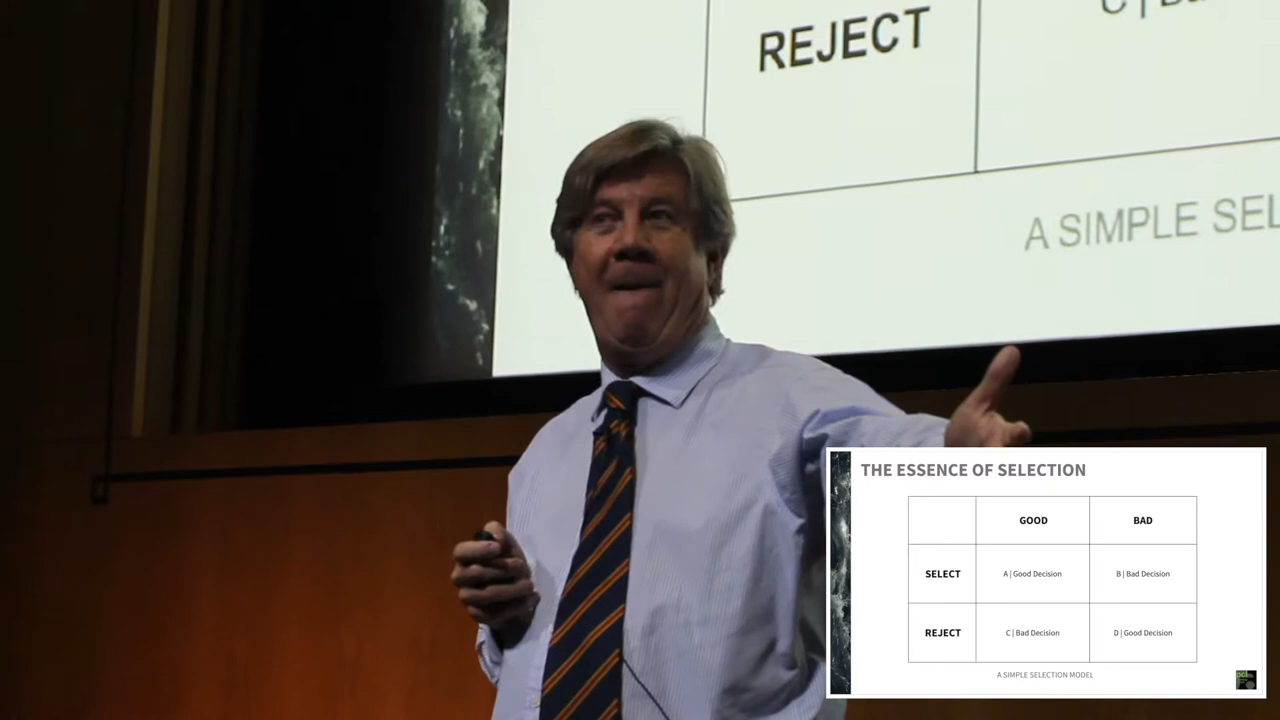 REJECT
C | Ba
A SIMPLE SEL
THE ESSENCE OF SELECTION
GOOD BAD
SELECT A | Good Decision B | Bad Decision
REJECT C | Bad Decision D | Good Decision
A SIMPLE SELECTION MODEL